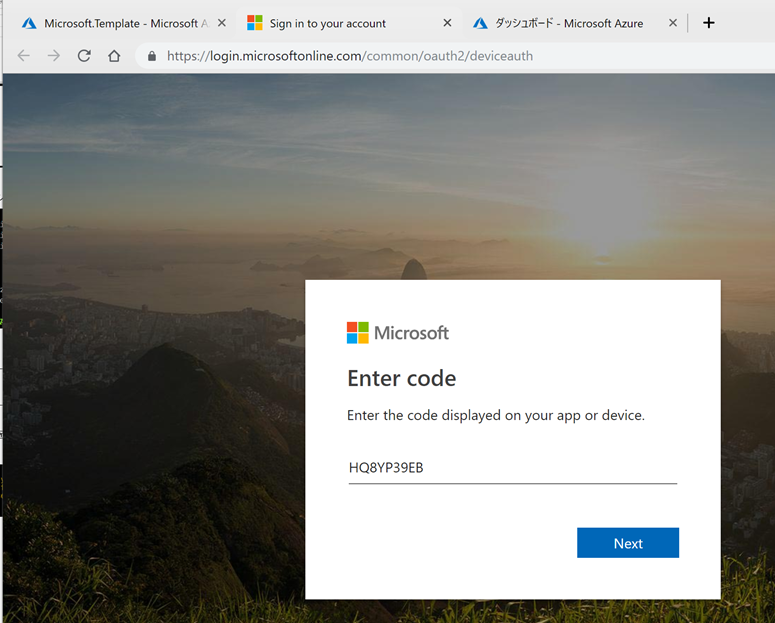 Microsoft.Template - Microsoft A
Sign in to your account
ダッシュボード - Microsoft Azure
https://login.microsoftonline.com/common/oauth2/deviceauth
Microsoft
Enter code
Enter the code displayed on your app or device.
HQ8YP39EB
Next